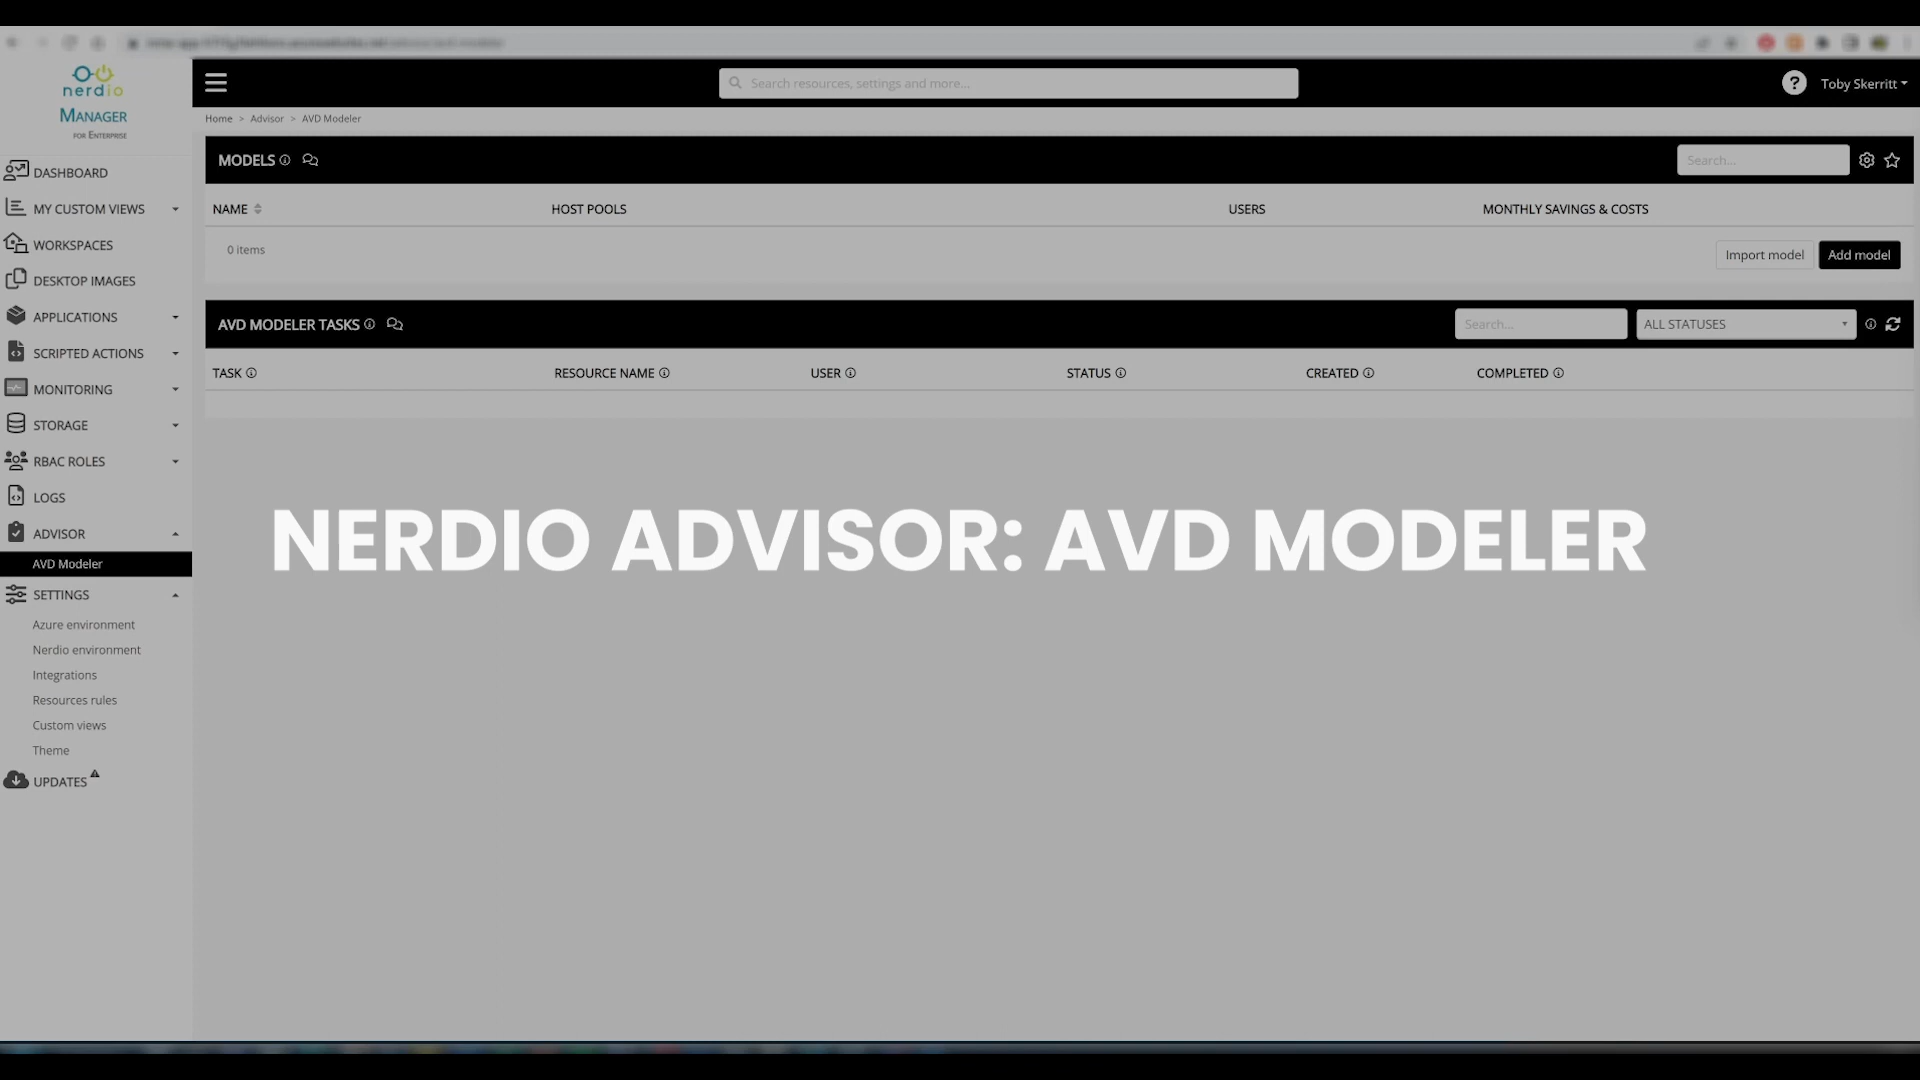 nerdio
MANAGER
FOR ENTERPRISE
Search resources, settings and more...
? Toby Skerritt
Home > Advisor > AVD Modeler
DASHBOARD
MY CUSTOM VIEWS
WORKSPACES
DESKTOP IMAGES
APPLICATIONS
SCRIPTED ACTIONS
MONITORING
STORAGE
RBAC ROLES
LOGS
ADVISOR
AVD Modeler
SETTINGS
Azure environment
Nerdio environment
Integrations
Resources rules
Custom views
Theme
UPDATES
MODELS
Search...
NAME HOST POOLS USERS MONTHLY SAVINGS & COSTS
0 items
Import model Add model
AVD MODELER TASKS
Search... ALL STATUSES
TASK RESOURCE NAME USER STATUS CREATED COMPLETED
NERDIO ADVISOR: AVD MODELER